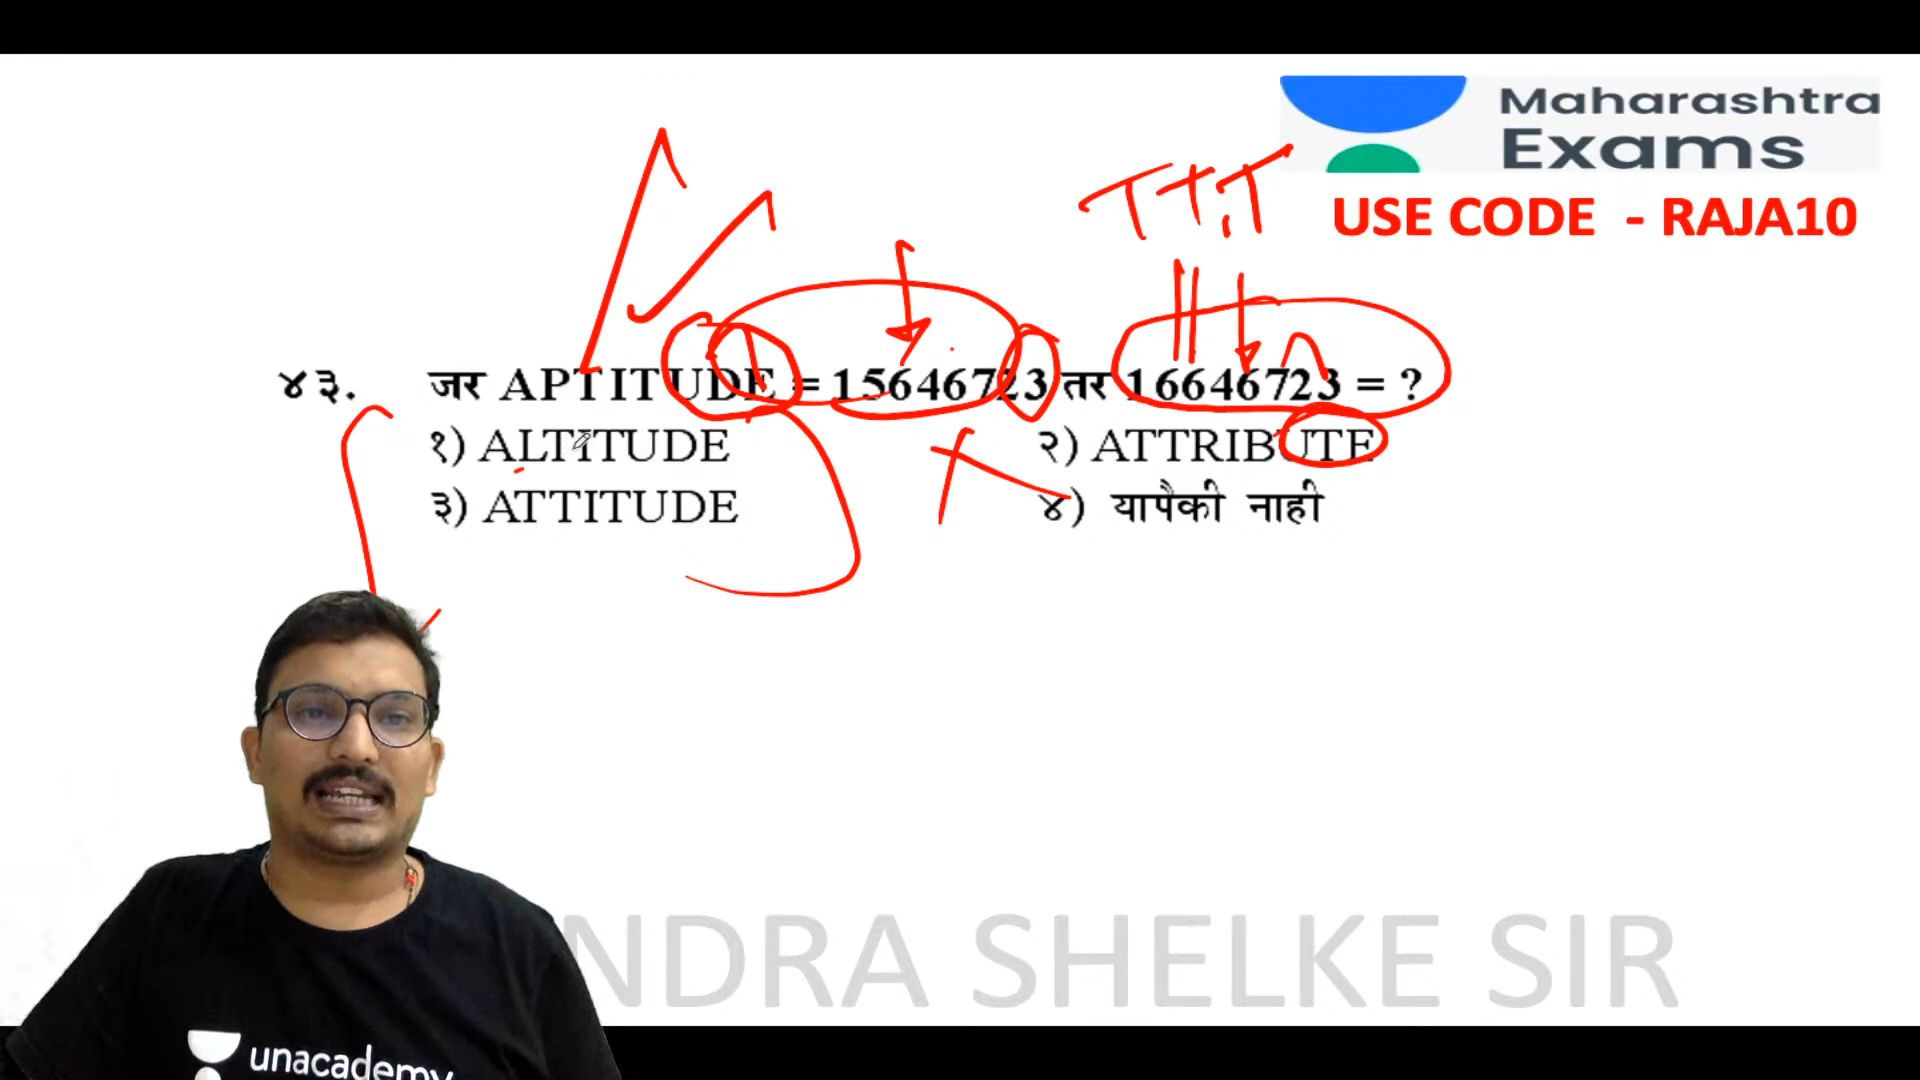 Maharashtra
Exams
USE CODE - RAJA10
TTT
४३. जर APTITUDE = 15646723 तर 16646723 = ?
१) ALTITUDE २) ATTRIBUTE
३) ATTITUDE ४) यापैकी नाही
NDRA SHELKE SIR
unacademy